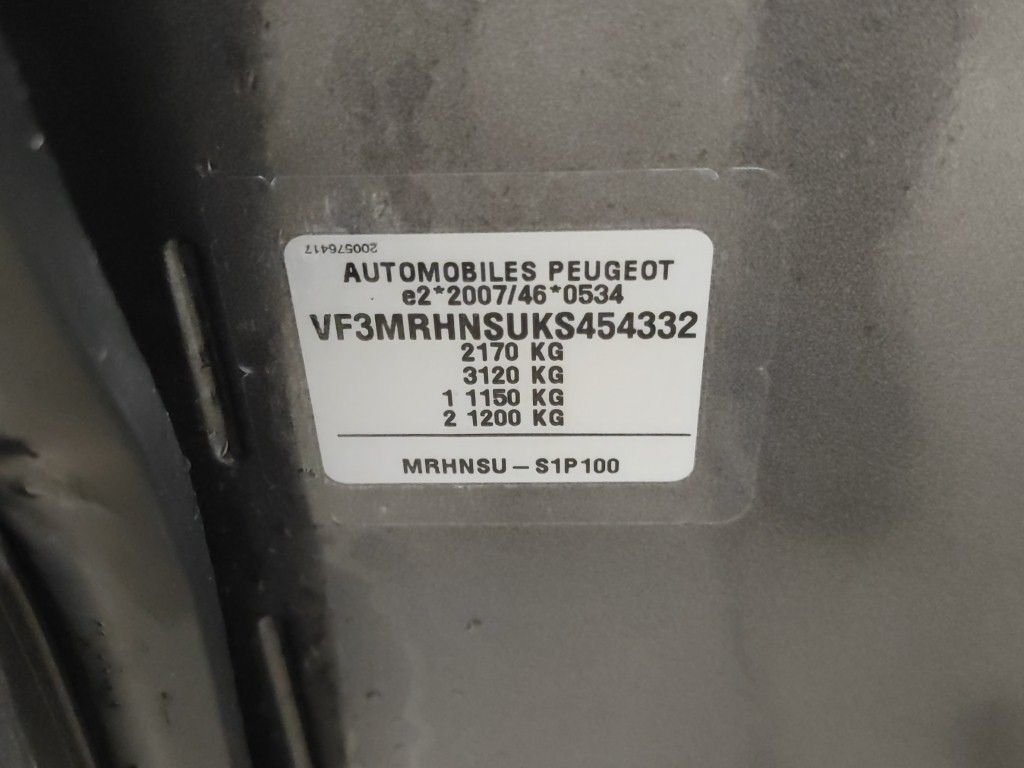 200576417
AUTOMOBILES PEUGEOT
e2*2007/46*0534
VF3MRHNSUKS454332
2170 KG
3120 KG
1 1150 KG
2 1200 KG
MRHNSU – S1P100